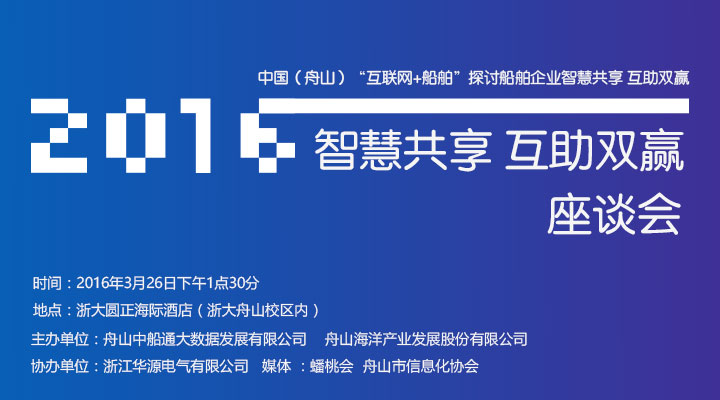 中国（舟山）“互联网+船舶”探讨船舶企业智慧共享 互助双赢
2016 智慧共享 互助双赢
座谈会
时间：2016年3月26日下午1点30分
地点：浙大圆正海际酒店（浙大舟山校区内）
主办单位：舟山中船通大数据发展有限公司 舟山海洋产业发展股份有限公司
协办单位：浙江华源电气有限公司 媒体 ：蟠桃会 舟山市信息化协会